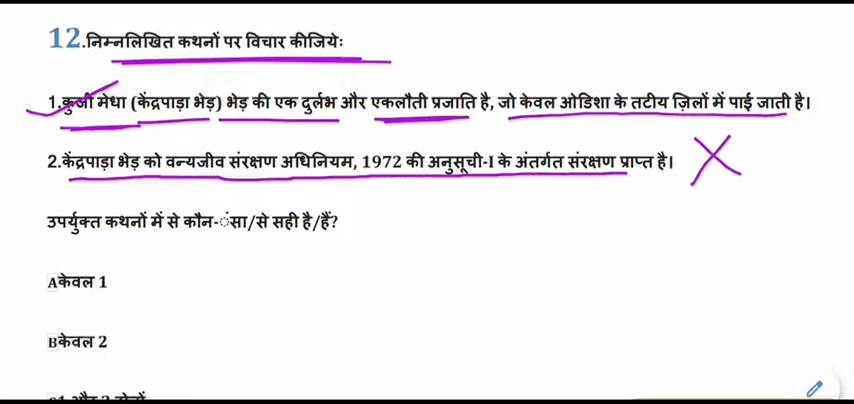 12.निम्नलिखित कथनों पर विचार कीजियेः
1.कुजी मेधा (केंद्रपाड़ा भेड़) भेड़ की एक दुर्लभ और एकलौती प्रजाति है, जो केवल ओडिशा के तटीय ज़िलों में पाई जाती है।
2.केंद्रपाड़ा भेड़ को वन्यजीव संरक्षण अधिनियम, 1972 की अनुसूची-I के अंतर्गत संरक्षण प्राप्त है।
उपर्युक्त कथनों में से कौन-ंसा/से सही है/हैं?
Aकेवल 1
Bकेवल 2